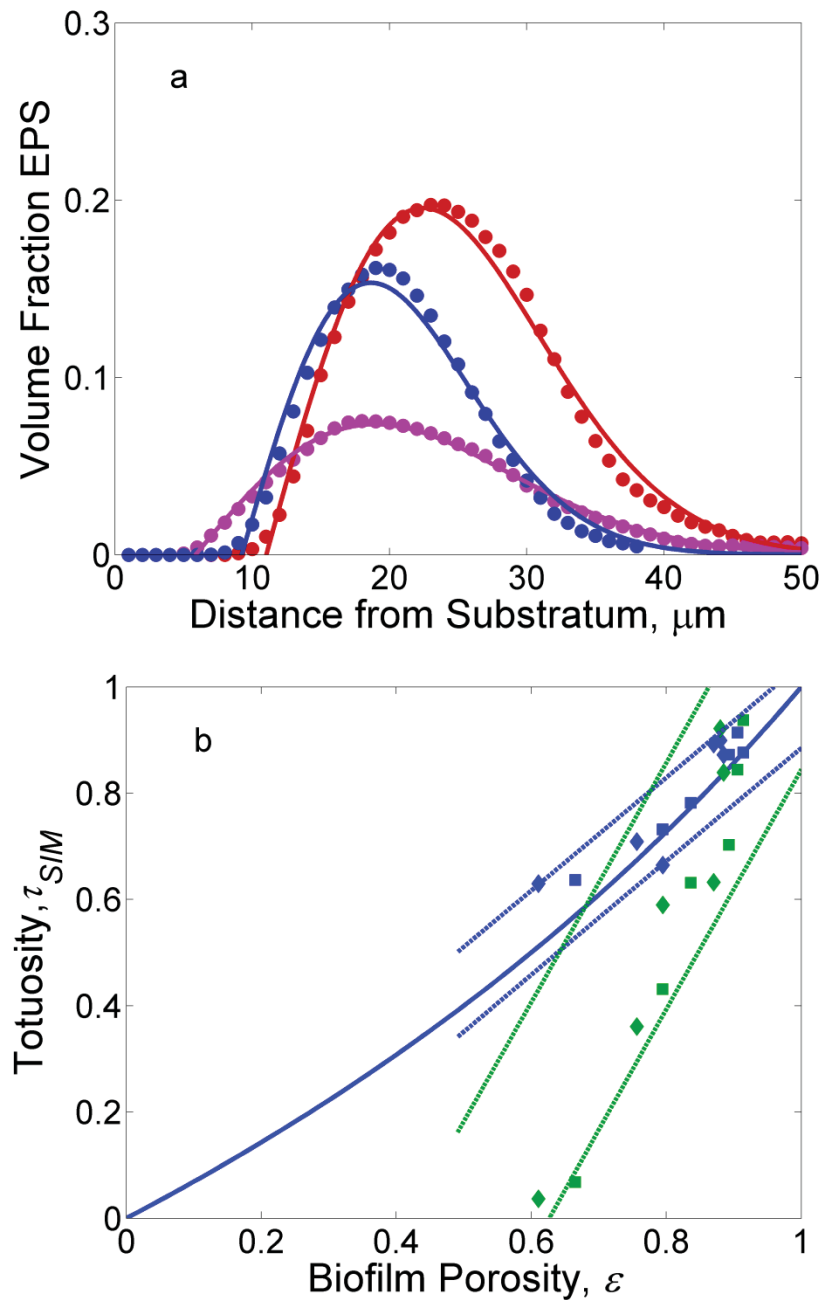 0.3
a
0.2
0.1
0
Volume Fraction EPS
0 10 20 30 40 50
Distance from Substratum, μm
1
b
0.8
0.6
0.4
0.2
0
Totuosity, τSIM
0 0.2 0.4 0.6 0.8 1
Biofilm Porosity, ε